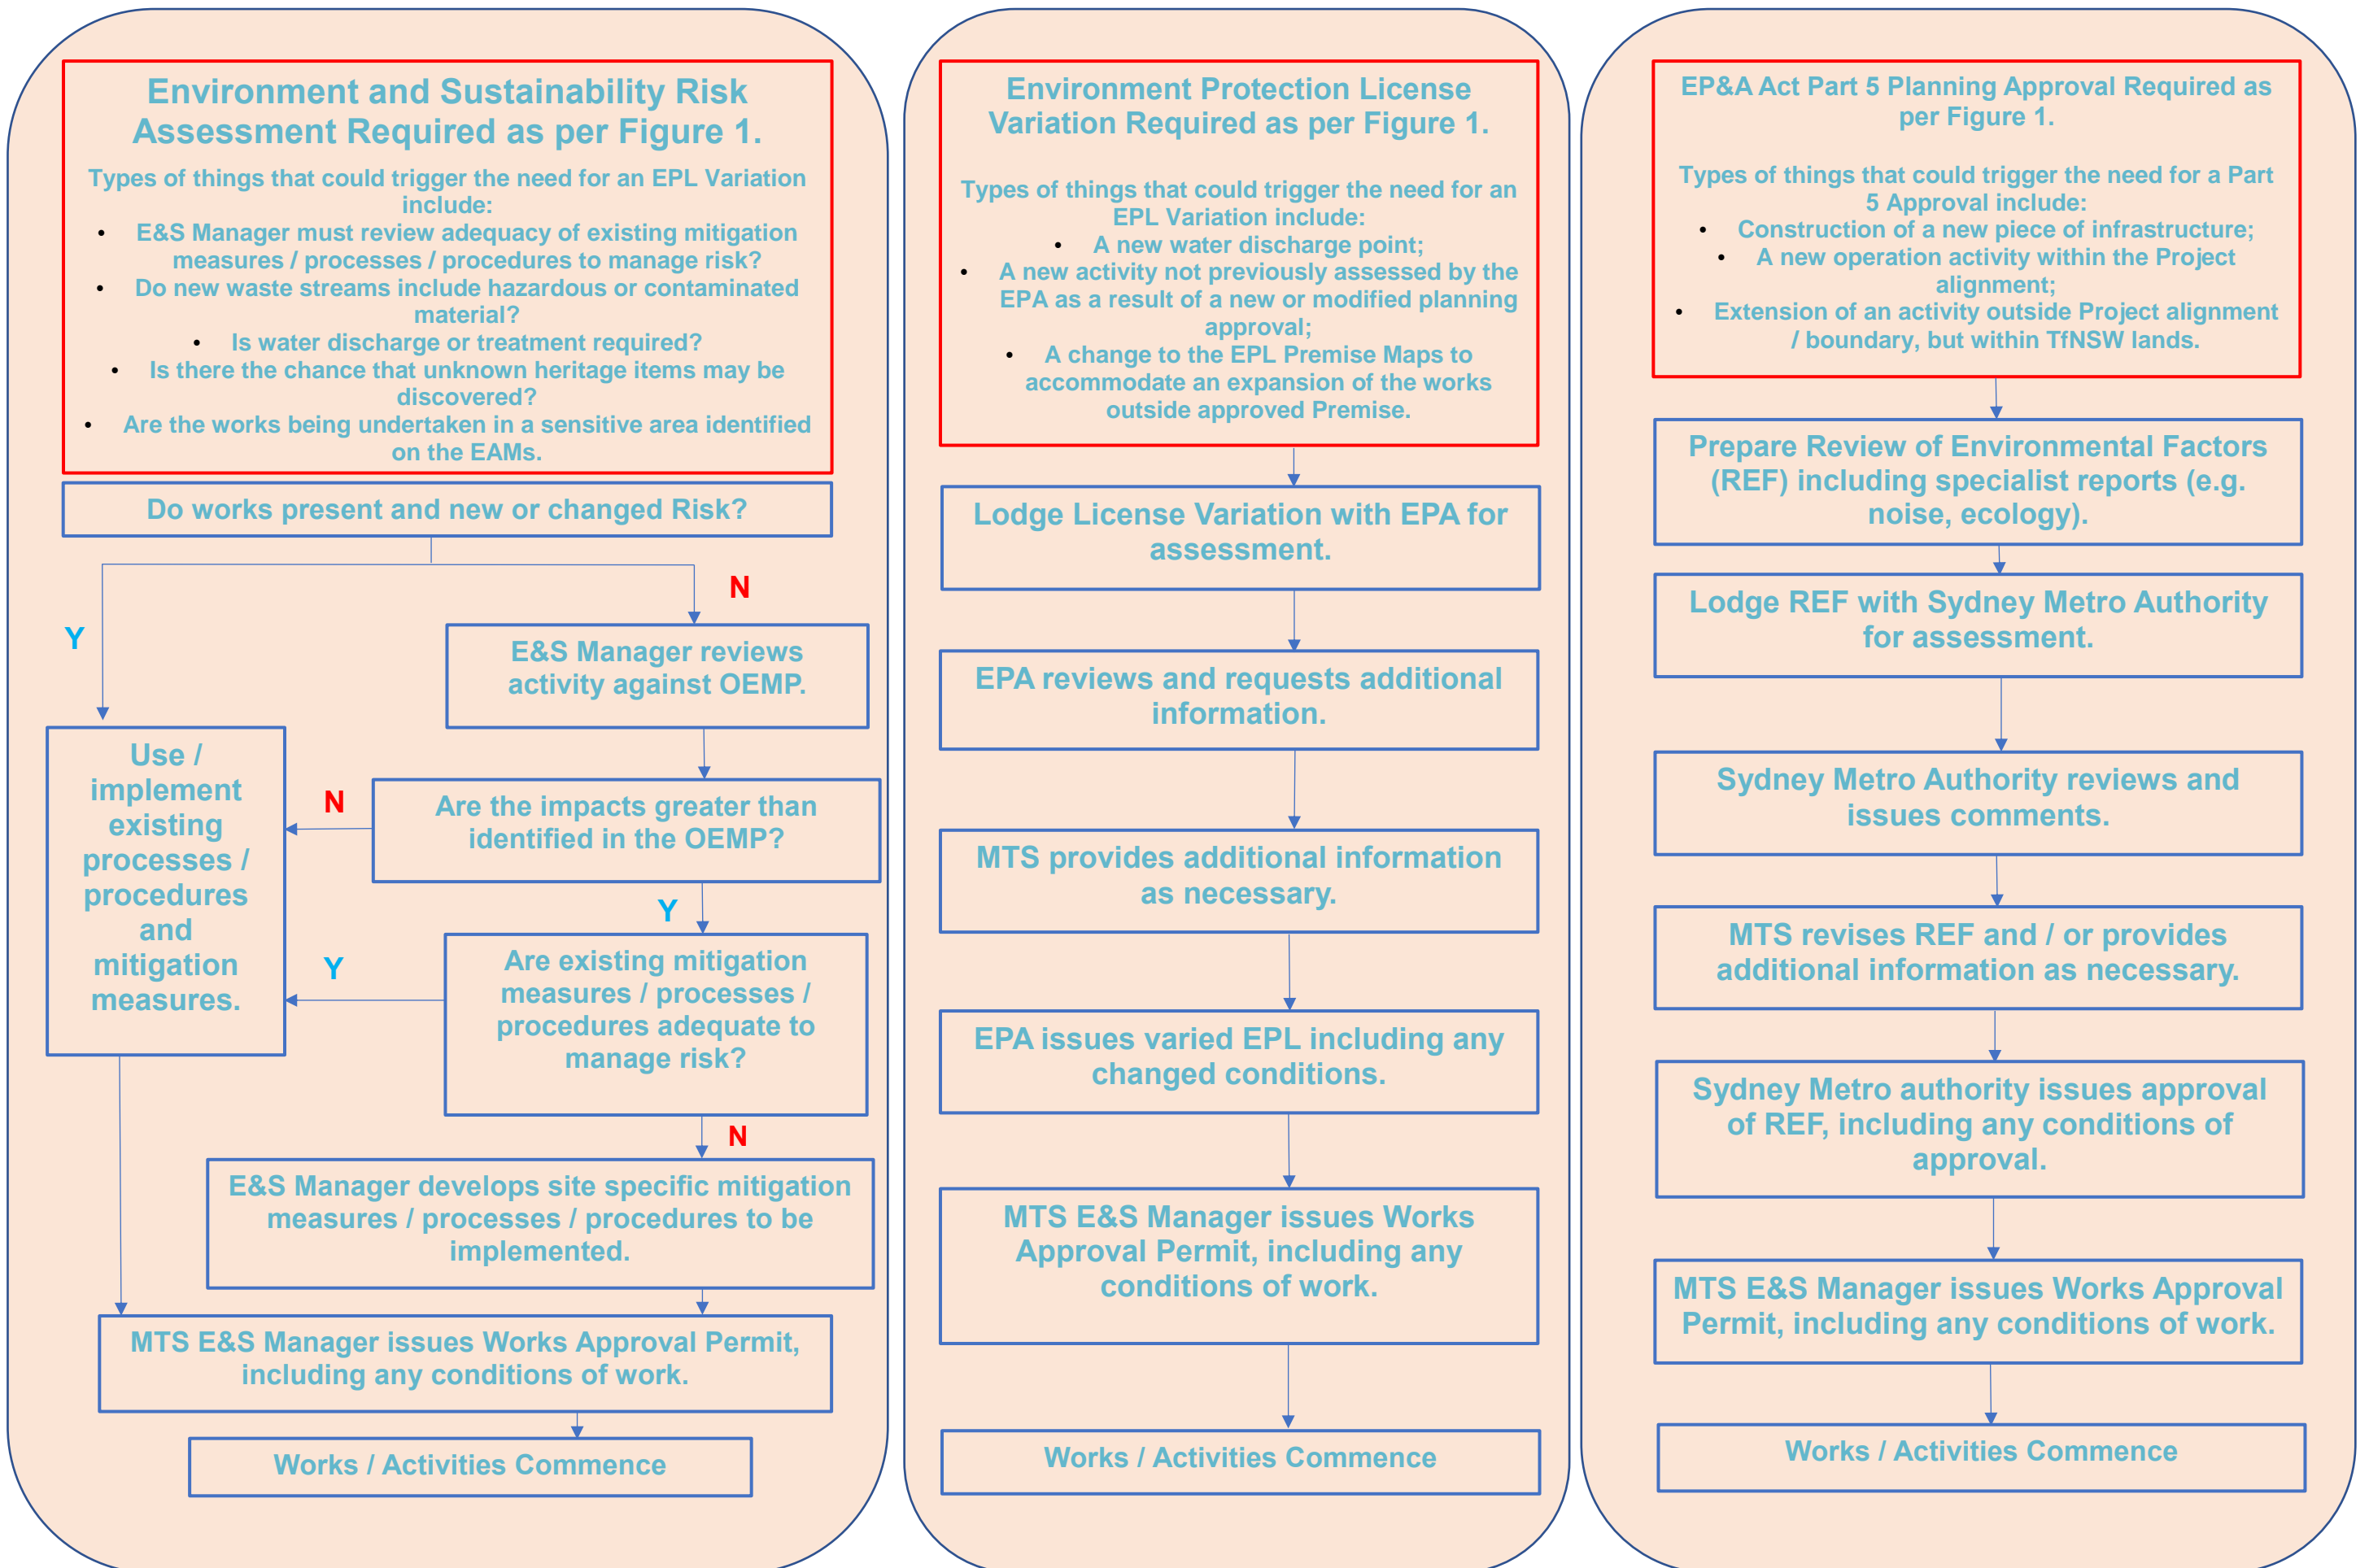 Environment and Sustainability Risk
Assessment Required as per Figure 1.
Types of things that could trigger the need for an EPL Variation
include:
• E&S Manager must review adequacy of existing mitigation
measures / processes / procedures to manage risk?
• Do new waste streams include hazardous or contaminated
material?
• Is water discharge or treatment required?
• Is there the chance that unknown heritage items may be
discovered?
• Are the works being undertaken in a sensitive area identified
on the EAMs.
Do works present and new or changed Risk?
N
Y
E&S Manager reviews
activity against OEMP.
Use /
implement
existing
processes /
procedures
and
mitigation
measures.
N
Are the impacts greater than
identified in the OEMP?
Y
Y
Are existing mitigation
measures / processes /
procedures adequate to
manage risk?
N
E&S Manager develops site specific mitigation
measures / processes / procedures to be
implemented.
MTS E&S Manager issues Works Approval Permit,
including any conditions of work.
Works / Activities Commence
Environment Protection License
Variation Required as per Figure 1.
Types of things that could trigger the need for an
EPL Variation include:
• A new water discharge point;
• A new activity not previously assessed by the
EPA as a result of a new or modified planning
approval;
• A change to the EPL Premise Maps to
accommodate an expansion of the works
outside approved Premise.
Lodge License Variation with EPA for
assessment.
EPA reviews and requests additional
information.
MTS provides additional information
as necessary.
EPA issues varied EPL including any
changed conditions.
MTS E&S Manager issues Works
Approval Permit, including any
conditions of work.
Works / Activities Commence
EP&A Act Part 5 Planning Approval Required as
per Figure 1.
Types of things that could trigger the need for a Part
5 Approval include:
• Construction of a new piece of infrastructure;
• A new operation activity within the Project
alignment;
• Extension of an activity outside Project alignment
/ boundary, but within TfNSW lands.
Prepare Review of Environmental Factors
(REF) including specialist reports (e.g.
noise, ecology).
Lodge REF with Sydney Metro Authority
for assessment.
Sydney Metro Authority reviews and
issues comments.
MTS revises REF and / or provides
additional information as necessary.
Sydney Metro authority issues approval
of REF, including any conditions of
approval.
MTS E&S Manager issues Works Approval
Permit, including any conditions of work.
Works / Activities Commence